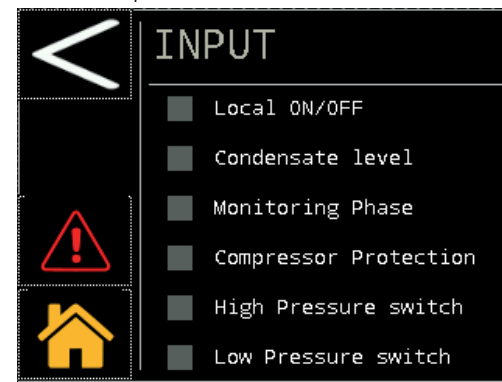 INPUT
Local ON/OFF
Condensate level
Monitoring Phase
Compressor Protection
High Pressure switch
Low Pressure switch